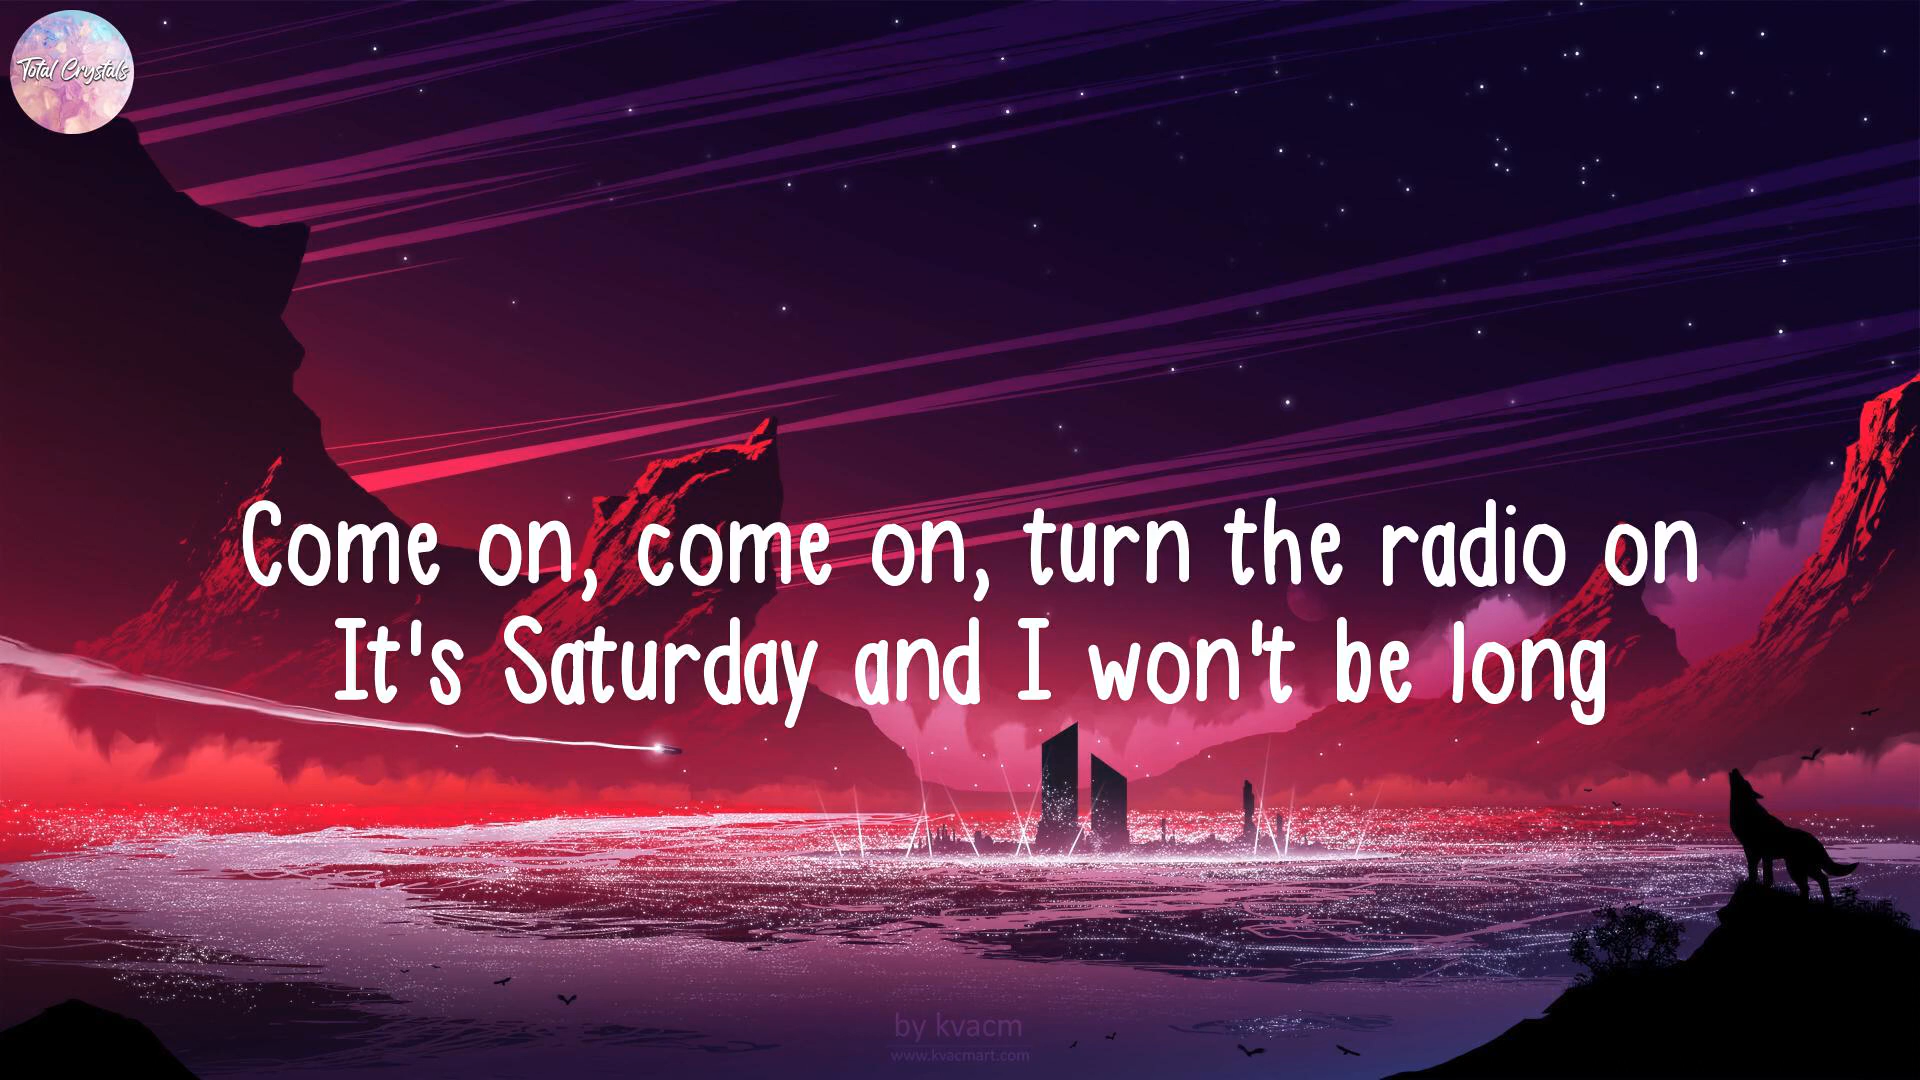 Total Crystals
Come on, come on, turn the radio on
It's Saturday and I won't be long
by kvacm
www.kvacmart.com